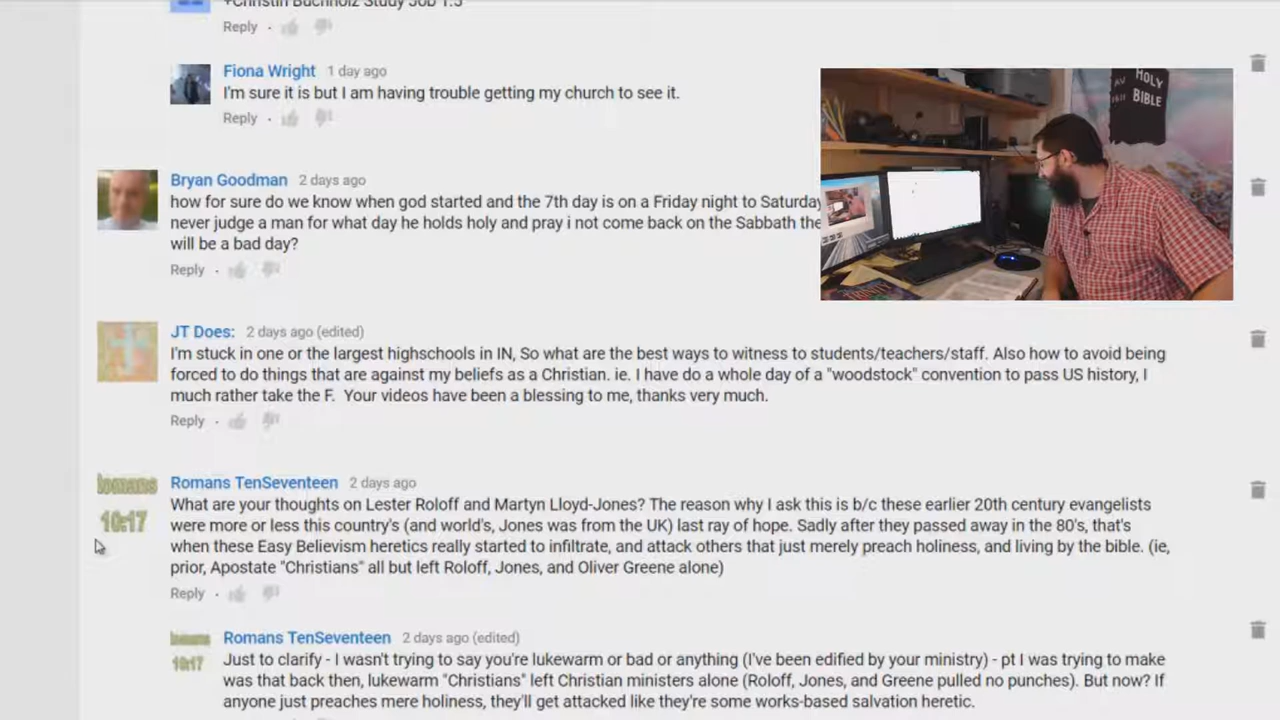 Reply
Fiona Wright 1 day ago
I'm sure it is but I am having trouble getting my church to see it.
Reply
Bryan Goodman 2 days ago
how for sure do we know when god started and the 7th day is on a Friday night to Saturday
never judge a man for what day he holds holy and pray i not come back on the Sabbath the
will be a bad day?
Reply
JT Does: 2 days ago (edited)
I'm stuck in one or the largest highschools in IN, So what are the best ways to witness to students/teachers/staff. Also how to avoid being
forced to do things that are against my beliefs as a Christian. ie. I have do a whole day of a "woodstock" convention to pass US history, I
much rather take the F. Your videos have been a blessing to me, thanks very much.
Reply
Romans
10:17
Romans TenSeventeen 2 days ago
What are your thoughts on Lester Roloff and Martyn Lloyd-Jones? The reason why I ask this is b/c these earlier 20th century evangelists
were more or less this country's (and world's, Jones was from the UK) last ray of hope. Sadly after they passed away in the 80's, that's
when these Easy Believism heretics really started to infiltrate, and attack others that just merely preach holiness, and living by the bible. (ie,
prior, Apostate "Christians" all but left Roloff, Jones, and Oliver Greene alone)
Reply
Romans
10:17
Romans TenSeventeen 2 days ago (edited)
Just to clarify - I wasn't trying to say you're lukewarm or bad or anything (I've been edified by your ministry) - pt I was trying to make
was that back then, lukewarm "Christians" left Christian ministers alone (Roloff, Jones, and Greene pulled no punches). But now? If
anyone just preaches mere holiness, they'll get attacked like they're some works-based salvation heretic.
AV HOLY
1611 BIBLE